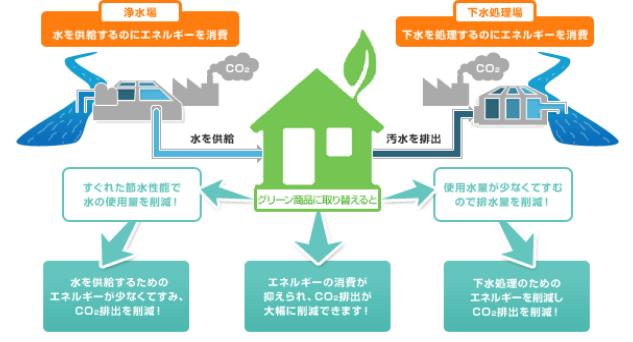 浄水場
水を供給するのにエネルギーを消費
下水処理場
下水を処理するのにエネルギーを消費
CO₂
CO₂
水を供給
汚水を排出
すぐれた節水性能で
水の使用量を削減！
グリーン商品に取り替えると
使用水量が少なくてすむ
ので排水量を削減！
水を供給するための
エネルギーが少なくてすみ、
CO₂排出を削減！
エネルギーの消費が
抑えられ、CO₂排出が
大幅に削減できます！
下水処理のための
エネルギーを削減し
CO₂排出を削減！